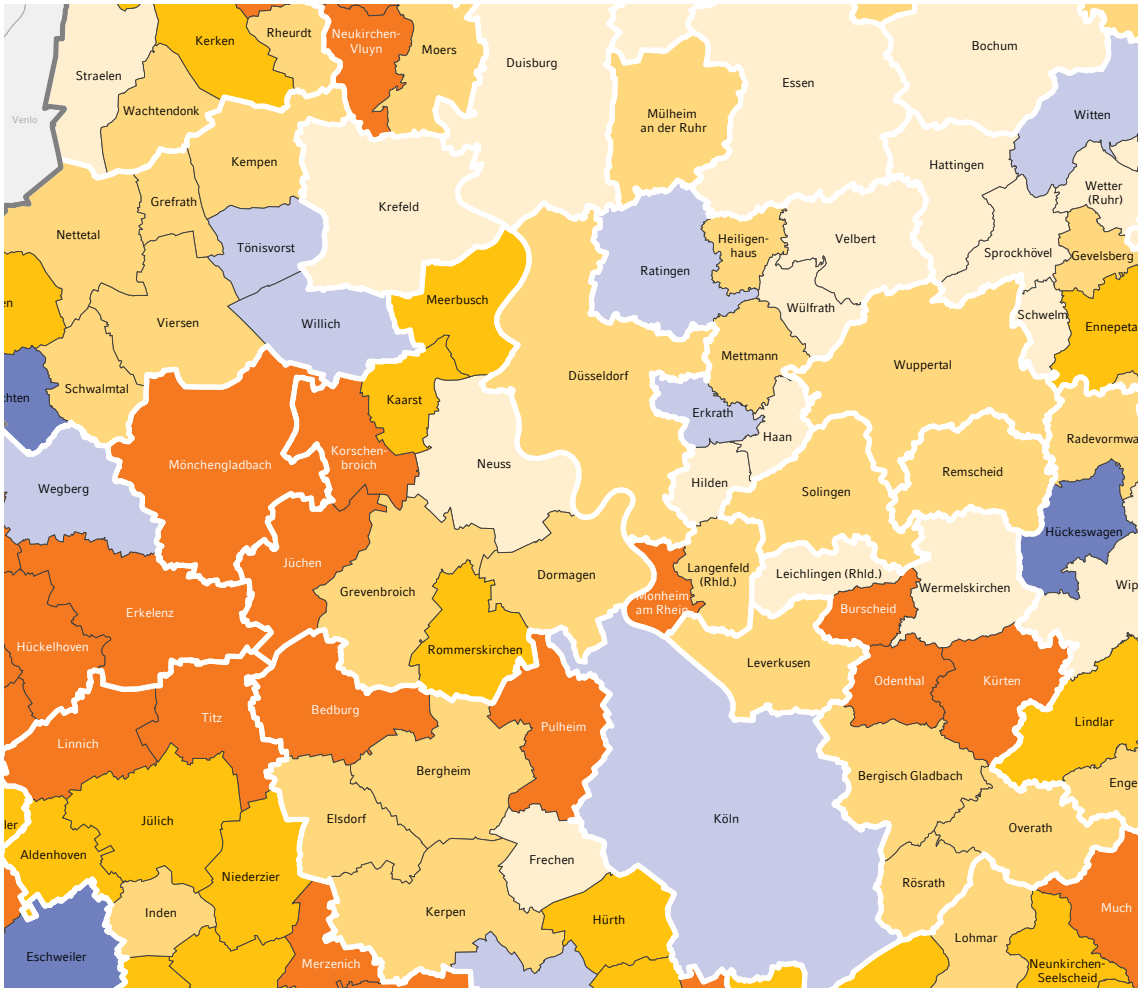 Kerken
Rheurdt
Neukirchen-
Vluyn
Moers
Duisburg
Bochum
Straelen
Essen
Wachtendonk
Venlo
Mülheim
an der Ruhr
Witten
Kempen
Hattingen
Wetter
(Ruhr)
Grefrath
Krefeld
Nettetal
Tönisvorst
Heiligen-
haus
Velbert
Sprockhövel
Gevelsberg
Ratingen
en
Meerbusch
Wülfrath
Viersen
Willich
Schwelm
Ennepeta
Mettmann
Wuppertal
Düsseldorf
Schwalmtal
chten
Kaarst
Erkrath
Haan
Radevormwa
Korschen-
broich
Mönchengladbach
Neuss
Remscheid
Wegberg
Hilden
Solingen
Hückeswagen
Jüchen
Dormagen
Langenfeld
(Rhld.)
Leichlingen (Rhld.)
Grevenbroich
Monheim
am Rhein
Wermelskirchen
Wip
Erkelenz
Burscheid
Hückelhoven
Rommerskirchen
Leverkusen
Odenthal
Kürten
Bedburg
Titz
Pulheim
Lindlar
Linnich
Bergheim
Bergisch Gladbach
Enge
Jülich
Elsdorf
Köln
Overath
ler
Aldenhoven
Frechen
Niederzier
Rösrath
Inden
Kerpen
Hürth
Much
Lohmar
Eschweiler
Merzenich
Neunkirchen-
Seelscheid